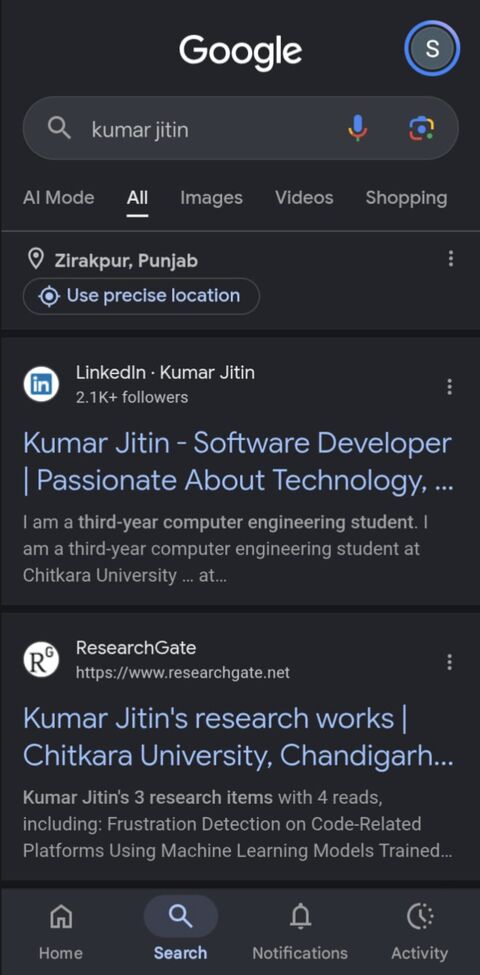 Google
S
kumar jitin
AI Mode All Images Videos Shopping
Zirakpur, Punjab
Use precise location
in
LinkedIn · Kumar Jitin
2.1K+ followers
Kumar Jitin - Software Developer
| Passionate About Technology, ...
I am a third-year computer engineering student. I
am a third-year computer engineering student at
Chitkara University ... at...
RG
ResearchGate
https://www.researchgate.net
Kumar Jitin's research works |
Chitkara University, Chandigarh...
Kumar Jitin's 3 research items with 4 reads,
including: Frustration Detection on Code-Related
Platforms Using Machine Learning Models Trained...
Home Search Notifications Activity